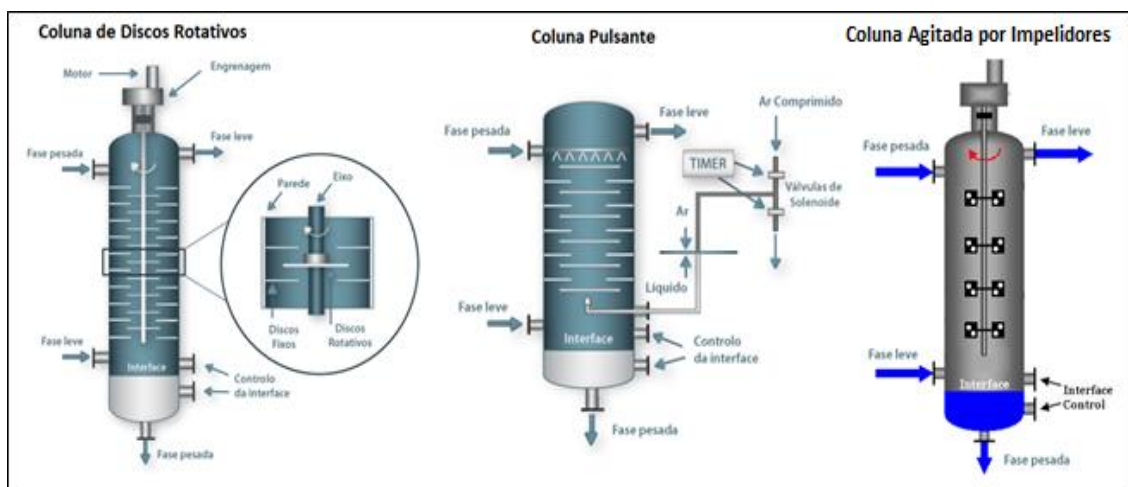 Coluna de Discos Rotativos
Motor
Engrenagem
Fase pesada
Fase leve
Parede
Eixo
Discos
Fixos
Discos
Rotativos
Fase leve
Interface
Controlo
da interface
Fase pesada
Coluna Pulsante
Fase leve
Fase pesada
Ar Comprimido
TIMER
Válvulas de
Solenoide
Ar
Líquido
Fase leve
Interface
Controlo
da interface
Fase pesada
Coluna Agitada por Impelidores
Fase pesada
Fase leve
Fase leve
Interface
Interface
Control
Fase pesada